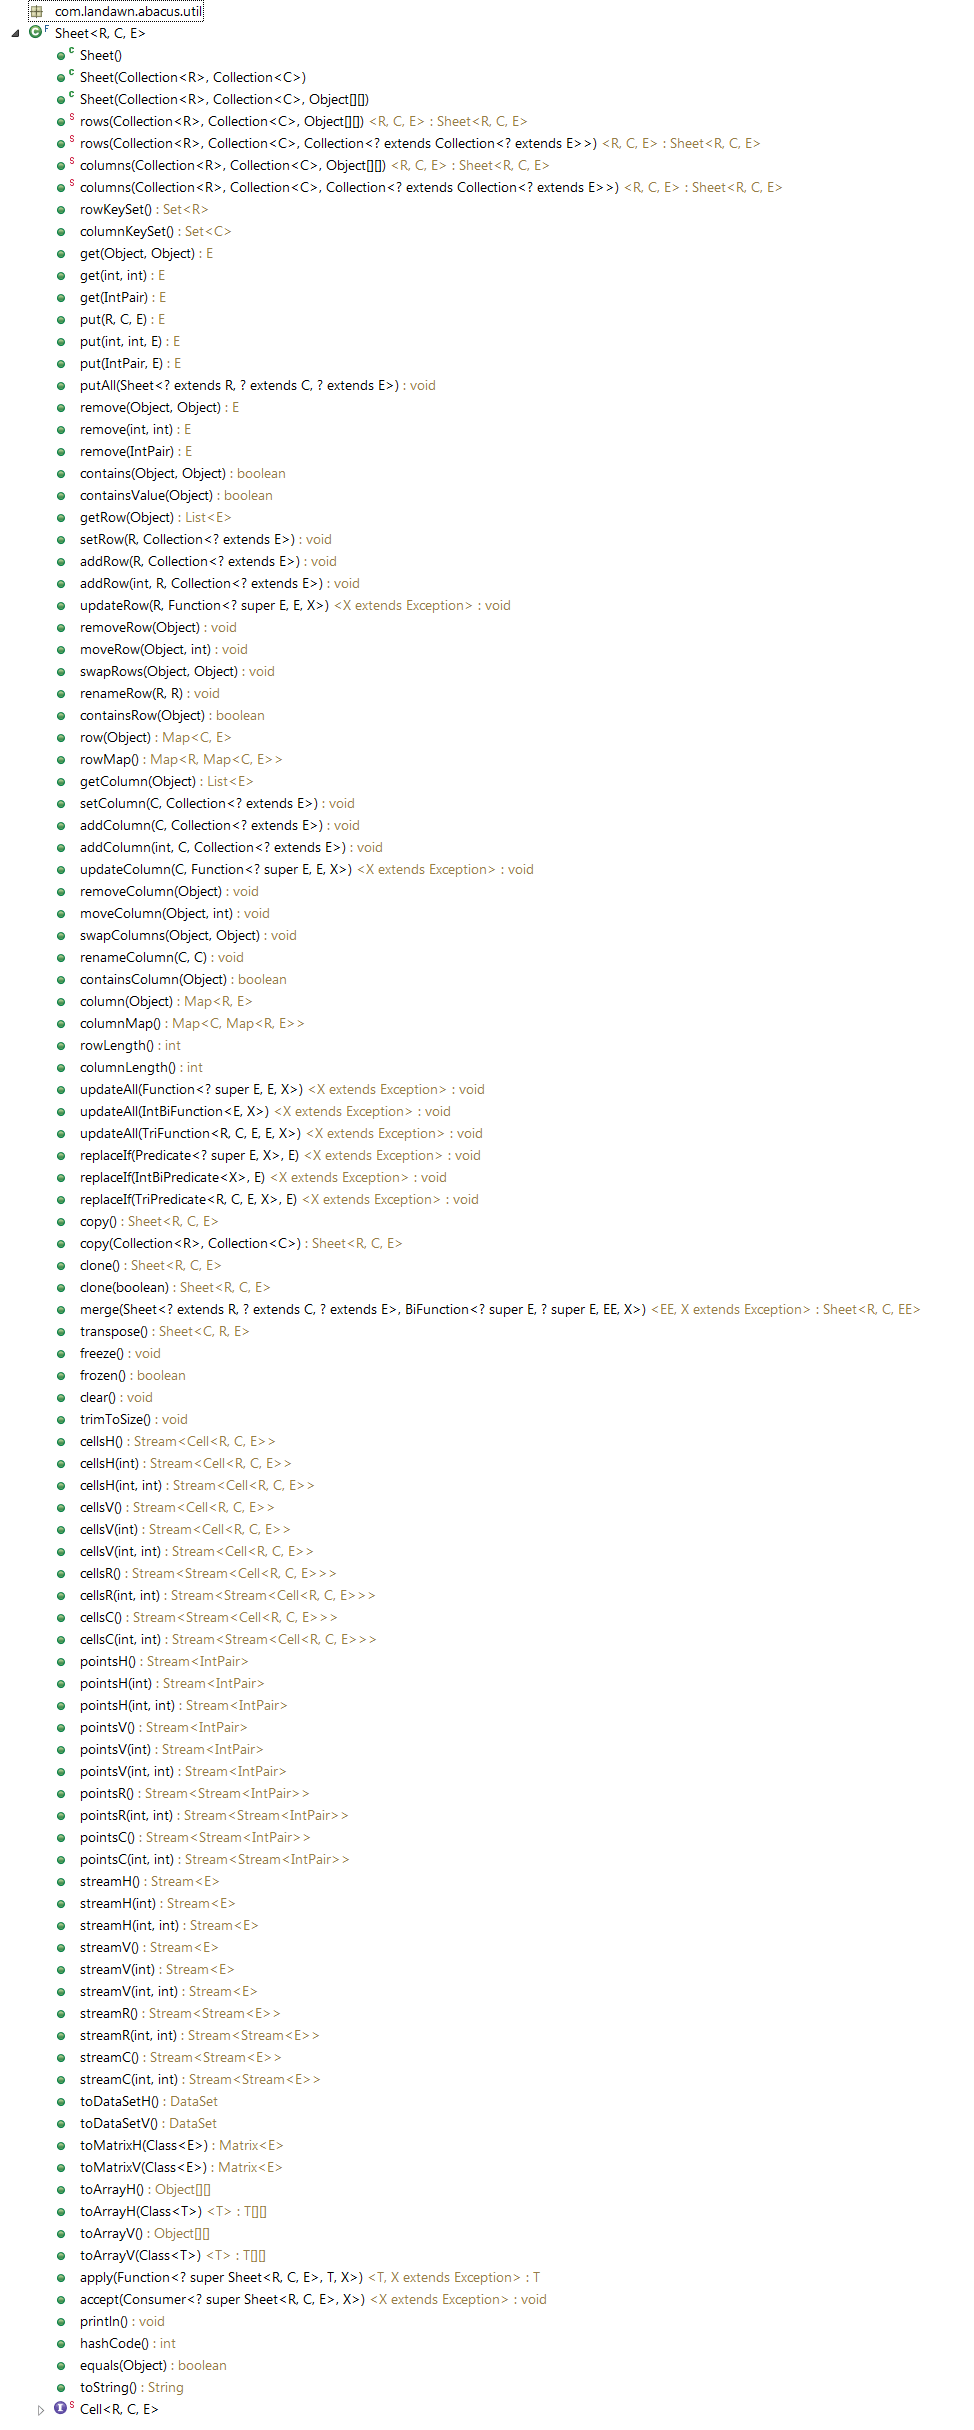 com.landawn.abacus.util
C F Sheet<R, C, E>
C Sheet()
C Sheet(Collection<R>, Collection<C>)
C Sheet(Collection<R>, Collection<C>, Object[][])
S rows(Collection<R>, Collection<C>, Object[][]) <R, C, E> : Sheet<R, C, E>
S rows(Collection<R>, Collection<C>, Collection<? extends Collection<? extends E>>) <R, C, E> : Sheet<R, C, E>
S columns(Collection<R>, Collection<C>, Object[][]) <R, C, E> : Sheet<R, C, E>
S columns(Collection<R>, Collection<C>, Collection<? extends Collection<? extends E>>) <R, C, E> : Sheet<R, C, E>
rowKeySet() : Set<R>
columnKeySet() : Set<C>
get(Object, Object) : E
get(int, int) : E
get(IntPair) : E
put(R, C, E) : E
put(int, int, E) : E
put(IntPair, E) : E
putAll(Sheet<? extends R, ? extends C, ? extends E>) : void
remove(Object, Object) : E
remove(int, int) : E
remove(IntPair) : E
contains(Object, Object) : boolean
containsValue(Object) : boolean
getRow(Object) : List<E>
setRow(R, Collection<? extends E>) : void
addRow(R, Collection<? extends E>) : void
addRow(int, R, Collection<? extends E>) : void
updateRow(R, Function<? super E, E, X>) <X extends Exception> : void
removeRow(Object) : void
moveRow(Object, int) : void
swapRows(Object, Object) : void
renameRow(R, R) : void
containsRow(Object) : boolean
row(Object) : Map<C, E>
rowMap() : Map<R, Map<C, E>>
getColumn(Object) : List<E>
setColumn(C, Collection<? extends E>) : void
addColumn(C, Collection<? extends E>) : void
addColumn(int, C, Collection<? extends E>) : void
updateColumn(C, Function<? super E, E, X>) <X extends Exception> : void
removeColumn(Object) : void
moveColumn(Object, int) : void
swapColumns(Object, Object) : void
renameColumn(C, C) : void
containsColumn(Object) : boolean
column(Object) : Map<R, E>
columnMap() : Map<C, Map<R, E>>
rowLength() : int
columnLength() : int
updateAll(Function<? super E, E, X>) <X extends Exception> : void
updateAll(IntBiFunction<E, X>) <X extends Exception> : void
updateAll(TriFunction<R, C, E, E, X>) <X extends Exception> : void
replaceIf(Predicate<? super E, X>, E) <X extends Exception> : void
replaceIf(IntBiPredicate<X>, E) <X extends Exception> : void
replaceIf(TriPredicate<R, C, E, X>, E) <X extends Exception> : void
copy() : Sheet<R, C, E>
copy(Collection<R>, Collection<C>) : Sheet<R, C, E>
clone() : Sheet<R, C, E>
clone(boolean) : Sheet<R, C, E>
merge(Sheet<? extends R, ? extends C, ? extends E>, BiFunction<? super E, ? super E, EE, X>) <EE, X extends Exception> : Sheet<R, C, EE>
transpose() : Sheet<C, R, E>
freeze() : void
frozen() : boolean
clear() : void
trimToSize() : void
cellsH() : Stream<Cell<R, C, E>>
cellsH(int) : Stream<Cell<R, C, E>>
cellsH(int, int) : Stream<Cell<R, C, E>>
cellsV() : Stream<Cell<R, C, E>>
cellsV(int) : Stream<Cell<R, C, E>>
cellsV(int, int) : Stream<Cell<R, C, E>>
cellsR() : Stream<Stream<Cell<R, C, E>>>
cellsR(int, int) : Stream<Stream<Cell<R, C, E>>>
cellsC() : Stream<Stream<Cell<R, C, E>>>
cellsC(int, int) : Stream<Stream<Cell<R, C, E>>>
pointsH() : Stream<IntPair>
pointsH(int) : Stream<IntPair>
pointsH(int, int) : Stream<IntPair>
pointsV() : Stream<IntPair>
pointsV(int) : Stream<IntPair>
pointsV(int, int) : Stream<IntPair>
pointsR() : Stream<Stream<IntPair>>
pointsR(int, int) : Stream<Stream<IntPair>>
pointsC() : Stream<Stream<IntPair>>
pointsC(int, int) : Stream<Stream<IntPair>>
streamH() : Stream<E>
streamH(int) : Stream<E>
streamH(int, int) : Stream<E>
streamV() : Stream<E>
streamV(int) : Stream<E>
streamV(int, int) : Stream<E>
streamR() : Stream<Stream<E>>
streamR(int, int) : Stream<Stream<E>>
streamC() : Stream<Stream<E>>
streamC(int, int) : Stream<Stream<E>>
toDataSetH() : DataSet
toDataSetV() : DataSet
toMatrixH(Class<E>) : Matrix<E>
toMatrixV(Class<E>) : Matrix<E>
toArrayH() : Object[][]
toArrayH(Class<T>) <T> : T[][]
toArrayV() : Object[][]
toArrayV(Class<T>) <T> : T[][]
apply(Function<? super Sheet<R, C, E>, T, X>) <T, X extends Exception> : T
accept(Consumer<? super Sheet<R, C, E>, X>) <X extends Exception> : void
println() : void
hashCode() : int
equals(Object) : boolean
toString() : String
I S Cell<R, C, E>